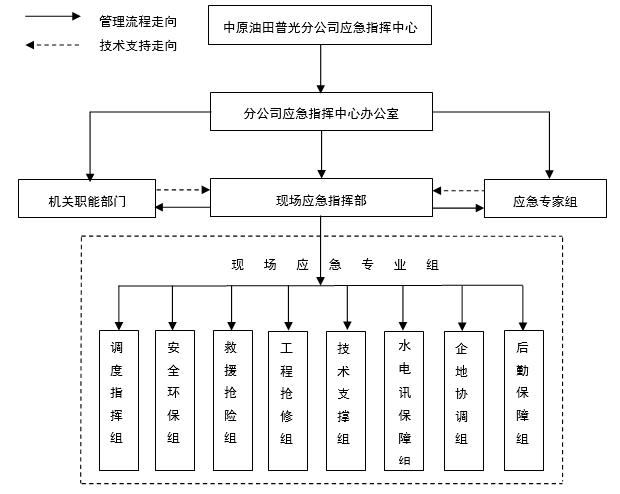 管理流程走向
技术支持走向
中原油田普光分公司应急指挥中心
分公司应急指挥中心办公室
机关职能部门
现场应急指挥部
应急专家组
现场应急专业组
调度指挥组
安全环保组
救援抢险组
工程抢修组
技术支撑组
水电讯保障组
企地协调组
后勤保障组